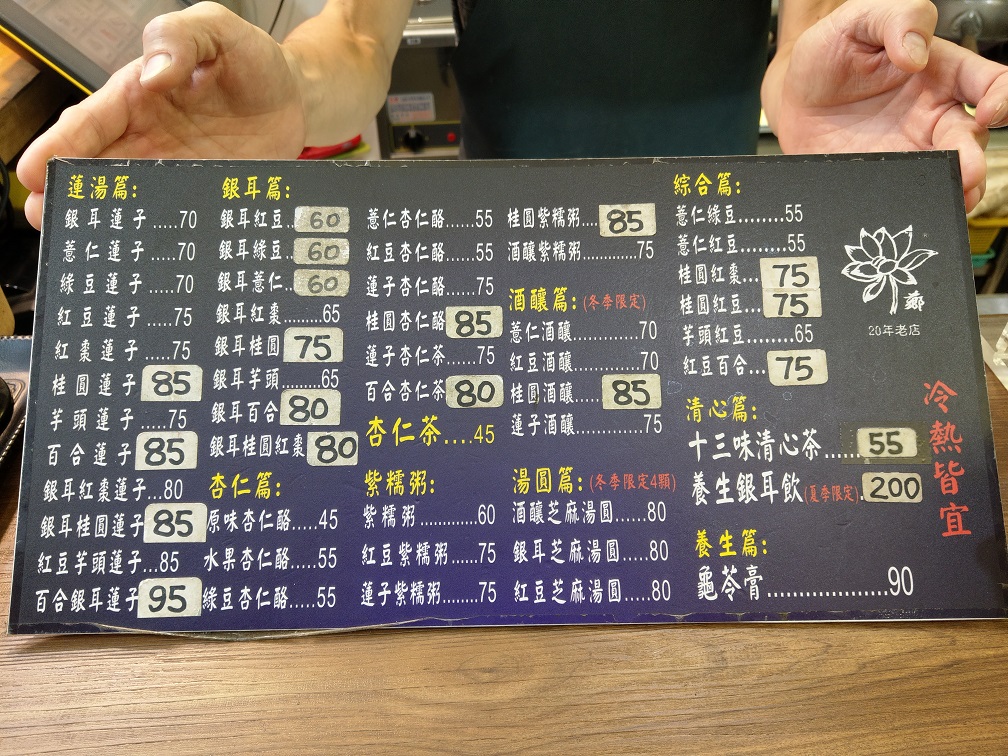 蓮湯篇:
銀耳蓮子.....70
薏仁蓮子.....70
綠豆蓮子.....70
紅豆蓮子.....75
紅棗蓮子.....75
桂圓蓮子 85
芋頭蓮子.....75
百合蓮子 85
銀耳紅棗蓮子...80
銀耳桂圓蓮子 85
紅豆芋頭蓮子...85
百合銀耳蓮子 95
銀耳篇:
銀耳紅豆.. 60
銀耳綠豆.. 60
銀耳薏仁.. 60
銀耳紅棗.........65
銀耳桂圓 75
銀耳芋頭.........65
銀耳百合 80
銀耳桂圓紅棗 80
杏仁篇:
原味杏仁酪.....45
水果杏仁酪.....55
綠豆杏仁酪.....55
薏仁杏仁酪.....55
紅豆杏仁酪.....55
蓮子杏仁酪.....75
桂圓杏仁酪 85
蓮子杏仁茶.....75
百合杏仁茶 80
杏仁茶....45
紫糯粥:
紫糯粥............60
紅豆紫糯粥.......75
蓮子紫糯粥.......75
桂圓紫糯粥.... 85
酒釀紫糯粥..........75
酒釀篇:(冬季限定)
薏仁酒釀............70
紅豆酒釀............70
桂圓酒釀...... 85
蓮子酒釀............75
湯圓篇:(冬季限定4顆)
酒釀芝麻湯圓.....80
銀耳芝麻湯圓.....80
紅豆芝麻湯圓.....80
綜合篇:
薏仁綠豆........55
薏仁紅豆........55
桂圓紅棗... 75
桂圓紅豆... 75
芋頭紅豆........65
紅豆百合... 75
清心篇:
十三味清心茶...... 55
養生銀耳飲(夏季限定). 200
養生篇:
龜苓膏....................90
20年老店
冷熱皆宜